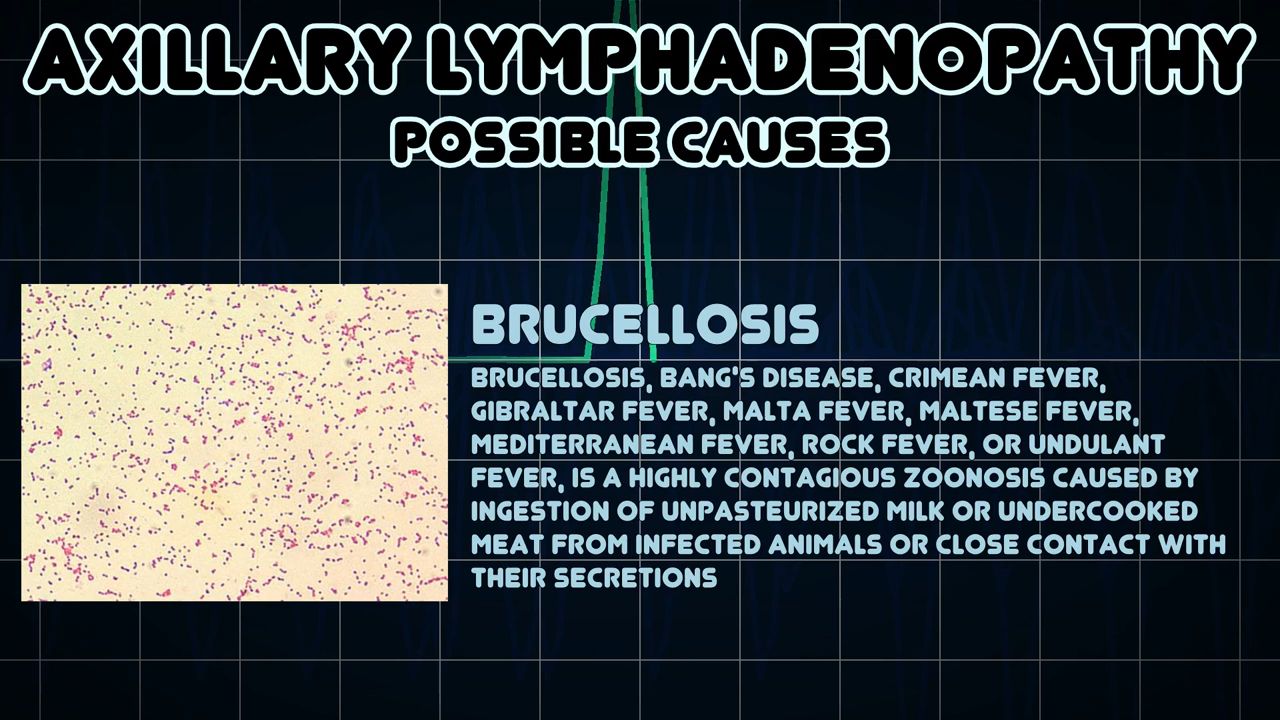 AXILLARY LYMPHADENOPATHY
POSSIBLE CAUSES
BRUCELLOSIS
BRUCELLOSIS, BANG'S DISEASE, CRIMEAN FEVER,
GIBRALTAR FEVER, MALTA FEVER, MALTESE FEVER,
MEDITERRANEAN FEVER, ROCK FEVER, OR UNDULANT
FEVER, IS A HIGHLY CONTAGIOUS ZOONOSIS CAUSED BY
INGESTION OF UNPASTEURIZED MILK OR UNDERCOOKED
MEAT FROM INFECTED ANIMALS OR CLOSE CONTACT WITH
THEIR SECRETIONS